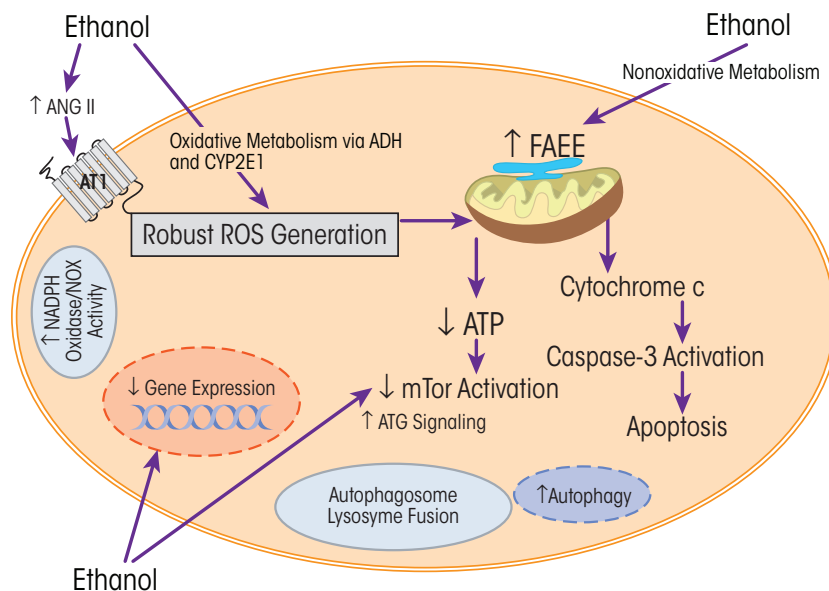 Ethanol
Ethanol
Nonoxidative Metabolism
↑ ANG II
Oxidative Metabolism via ADH
and CYP2E1
↑ FAEE
AT1
Robust ROS Generation
↑ NADPH
Oxidase/NOX
Activity
Cytochrome c
↓ ATP
Caspase-3 Activation
↓ Gene Expression
↓ mTor Activation
↑ ATG Signaling
Apoptosis
Autophagosome
Lysosyme Fusion
↑Autophagy
Ethanol